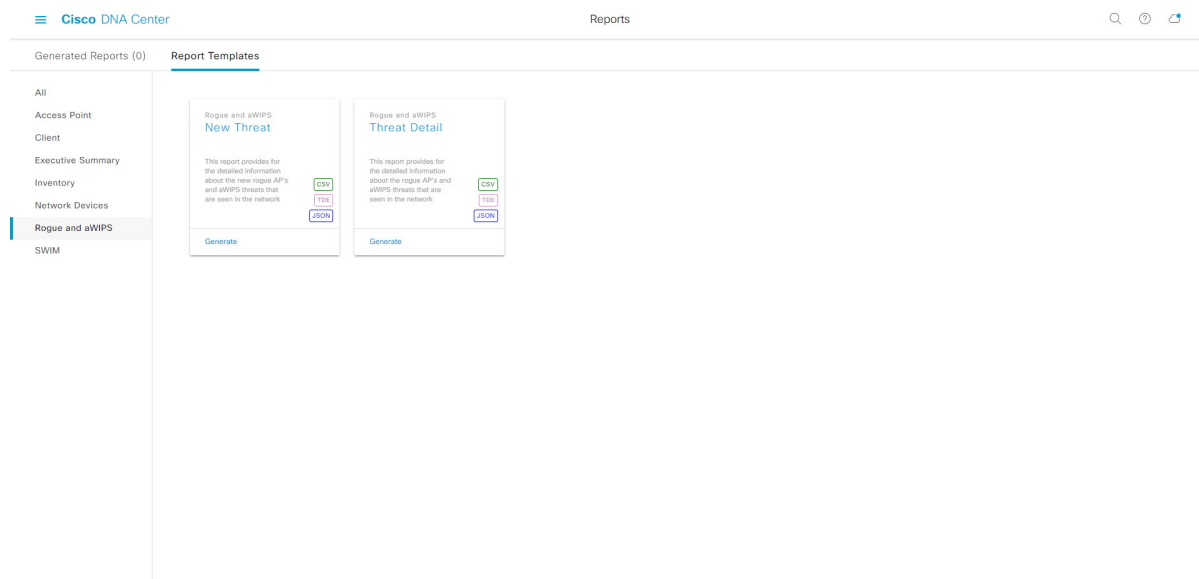 Cisco DNA Center
Reports
Generated Reports (0)
Report Templates
All
Access Point
Client
Executive Summary
Inventory
Network Devices
Rogue and aWIPS
SWIM
Rogue and aWIPS
New Threat
This report provides for
the detailed information
about the new rogue AP's
and aWIPS threats that
are seen in the network
CSV
TDE
JSON
Generate
Rogue and aWIPS
Threat Detail
This report provides for
the detailed information
about the rogue AP's and
aWIPS threats that are
seen in the network
CSV
TDE
JSON
Generate